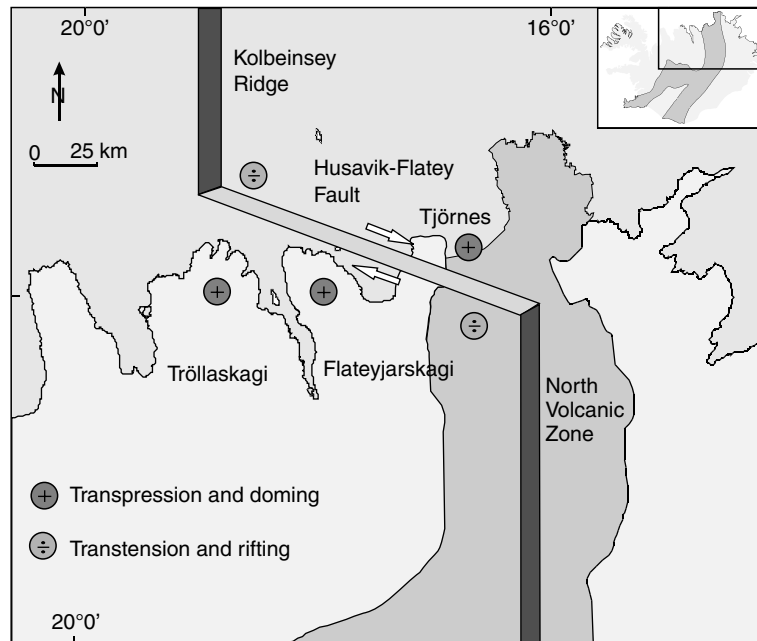 20°0'
16°0'
Kolbeinsey
Ridge
N
0 25 km
Husavik-Flatey
Fault
Tjörnes
+
÷
+
+
÷
Tröllaskagi
Flateyjarskagi
North
Volcanic
Zone
+ Transpression and doming
÷ Transtension and rifting
20°0'